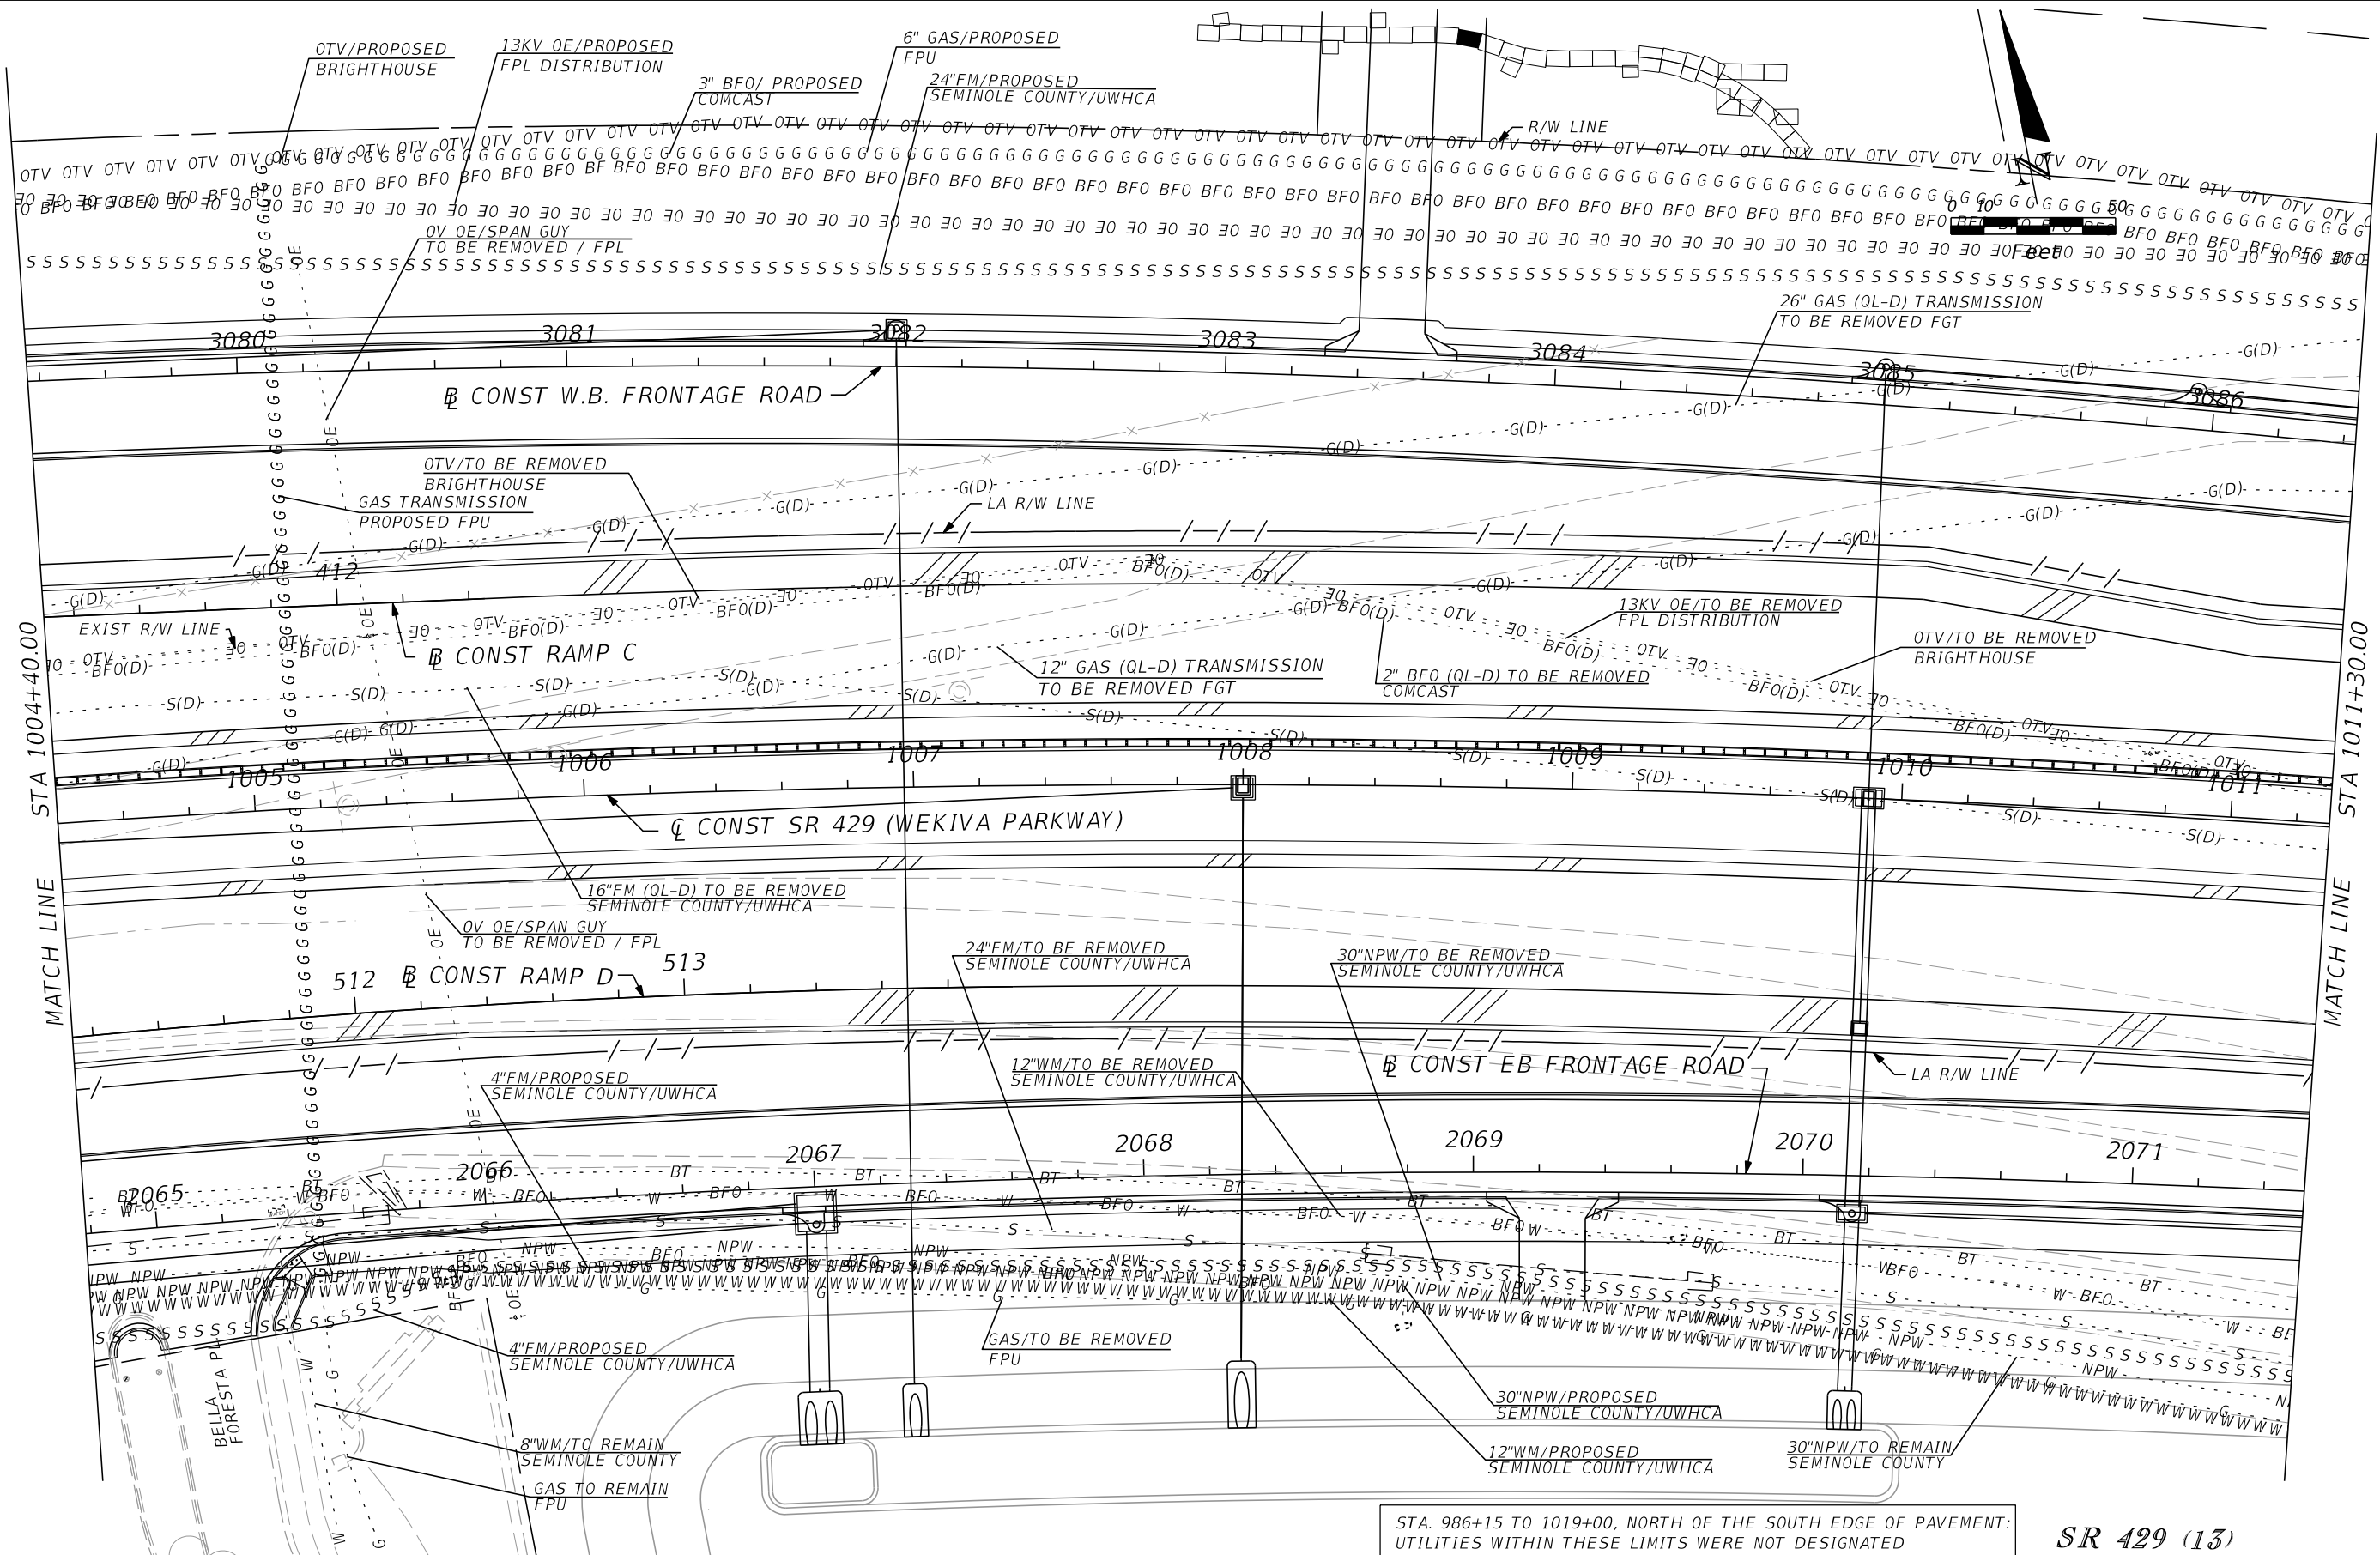 OTV/PROPOSED
BRIGHTHOUSE
13KV OE/PROPOSED
FPL DISTRIBUTION
3" BFO/ PROPOSED
COMCAST
6" GAS/PROPOSED
FPU
24"FM/PROPOSED
SEMINOLE COUNTY/UWHCA
R/W LINE
N
0 10 50
Feet
0V OE/SPAN GUY
TO BE REMOVED / FPL
26" GAS (QL-D) TRANSMISSION
TO BE REMOVED FGT
3080
3081
3082
3083
3084
3085
3086
BL CONST W.B. FRONTAGE ROAD
OTV/TO BE REMOVED
BRIGHTHOUSE
GAS TRANSMISSION
PROPOSED FPU
LA R/W LINE
412
EXIST R/W LINE
BL CONST RAMP C
12" GAS (QL-D) TRANSMISSION
TO BE REMOVED FGT
2" BFO (QL-D) TO BE REMOVED
COMCAST
13KV OE/TO BE REMOVED
FPL DISTRIBUTION
OTV/TO BE REMOVED
BRIGHTHOUSE
MATCH LINE STA 1004+40.00
MATCH LINE STA 1011+30.00
1005
1006
1007
1008
1009
1010
1011
CL CONST SR 429 (WEKIVA PARKWAY)
16"FM (QL-D) TO BE REMOVED
SEMINOLE COUNTY/UWHCA
0V OE/SPAN GUY
TO BE REMOVED / FPL
512
BL CONST RAMP D
513
24"FM/TO BE REMOVED
SEMINOLE COUNTY/UWHCA
30"NPW/TO BE REMOVED
SEMINOLE COUNTY/UWHCA
12"WM/TO BE REMOVED
SEMINOLE COUNTY/UWHCA
BL CONST EB FRONTAGE ROAD
LA R/W LINE
4"FM/PROPOSED
SEMINOLE COUNTY/UWHCA
2065
2066
2067
2068
2069
2070
2071
4"FM/PROPOSED
SEMINOLE COUNTY/UWHCA
GAS/TO BE REMOVED
FPU
BELLA
FORESTA PL
8"WM/TO REMAIN
SEMINOLE COUNTY
GAS TO REMAIN
FPU
30"NPW/PROPOSED
SEMINOLE COUNTY/UWHCA
12"WM/PROPOSED
SEMINOLE COUNTY/UWHCA
30"NPW/TO REMAIN
SEMINOLE COUNTY
STA. 986+15 TO 1019+00, NORTH OF THE SOUTH EDGE OF PAVEMENT:
UTILITIES WITHIN THESE LIMITS WERE NOT DESIGNATED
SR 429 (13)